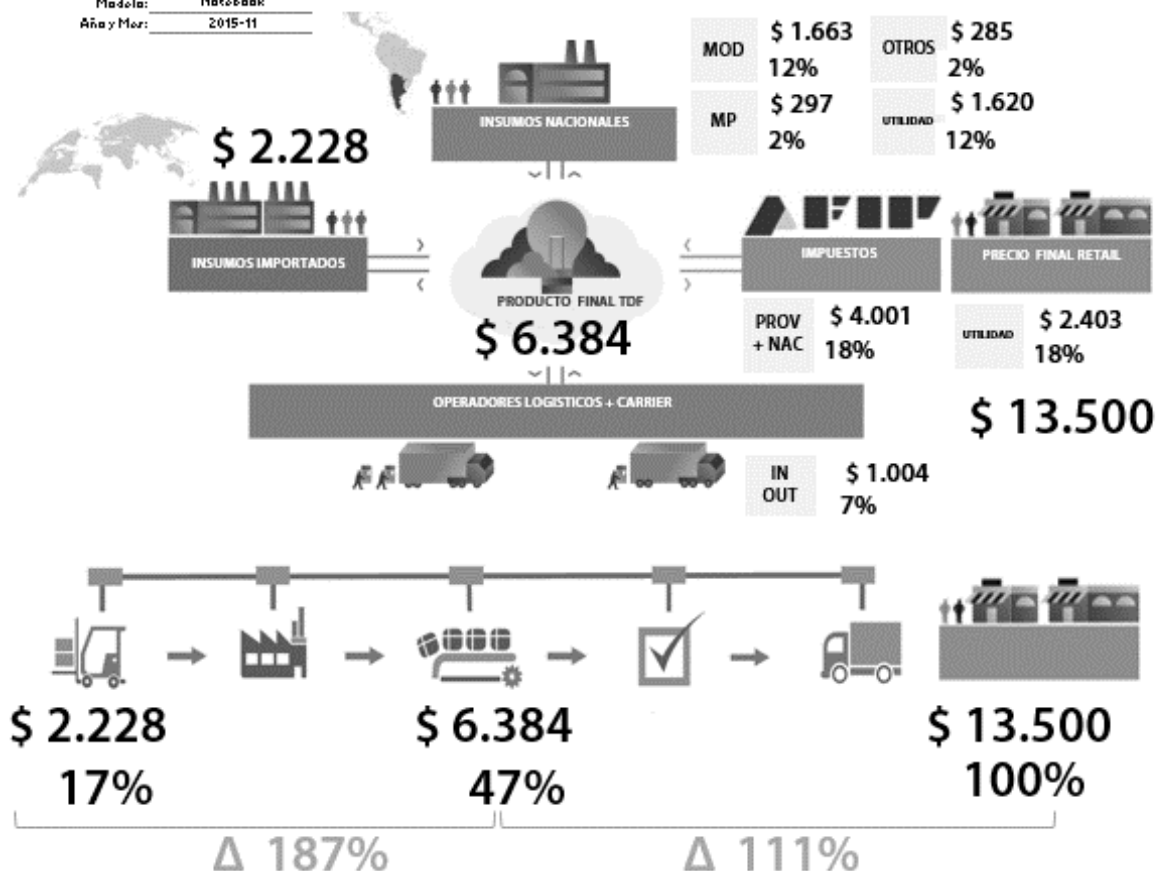 Modelo: Notebook
Año y Mes: 2015-11
MOD $ 1.663 12%
OTROS $ 285 2%
MP $ 297 2%
UTILIDAD $ 1.620 12%
INSUMOS NACIONALES
$ 2.228
INSUMOS IMPORTADOS
AFIP
IMPUESTOS
PRECIO FINAL RETAIL
PRODUCTO FINAL TDF
$ 6.384
PROV + NAC $ 4.001 18%
UTILIDAD $ 2.403 18%
OPERADORES LOGISTICOS + CARRIER
$ 13.500
IN OUT $ 1.004 7%
$ 2.228
$ 6.384
$ 13.500
17%
47%
100%
Δ 187%
Δ 111%